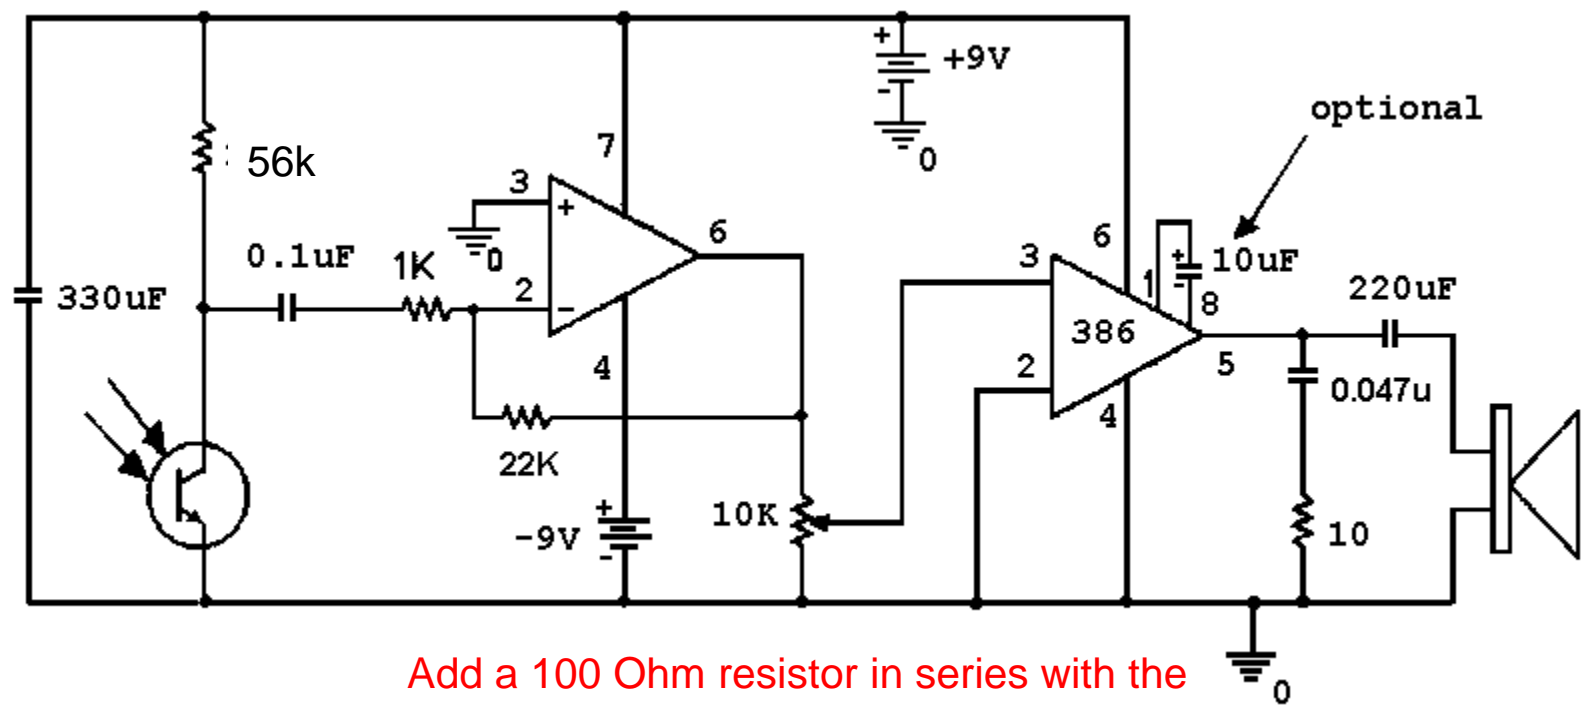 +
+9V
-
0
optional
7
56k
3
+
0
6
0.1uF
1K
2
-
330uF
4
22K
+
-9V
-
10K
6
3
1
+
10uF
-
8
386
2
4
5
220uF
0.047u
10
Add a 100 Ohm resistor in series with the
0